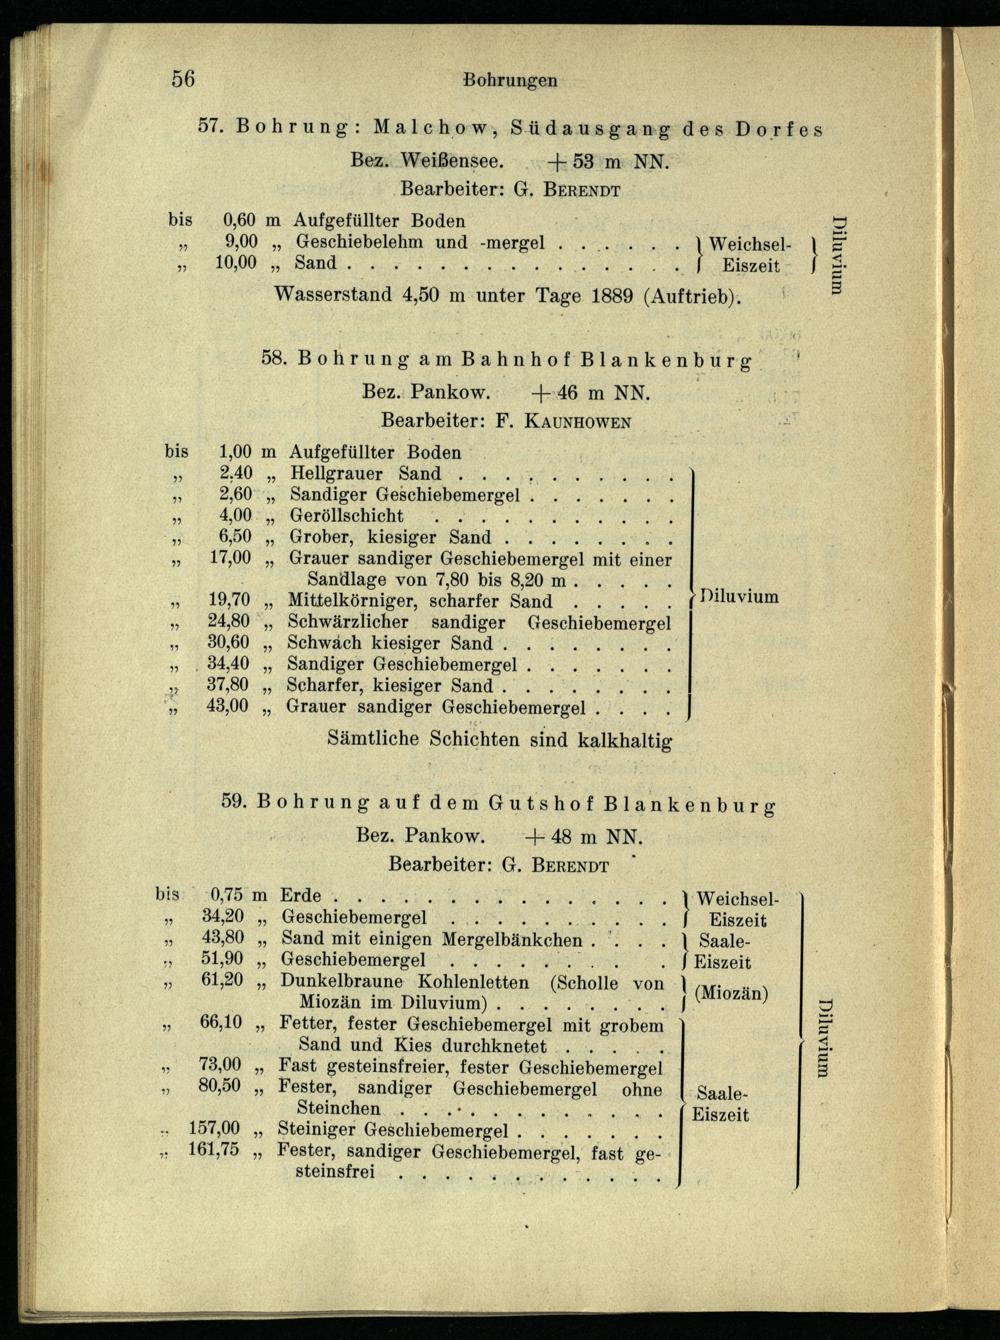 56 Bohrungen
57. Bohrung: Malchow, Südausgang des Dorfes
Bez. Weißensee. + 53 m NN.
Bearbeiter: G. BERENDT
bis 0,60 m Aufgefüllter Boden
„ 9,00 „ Geschiebelehm und -mergel . . . . . . } Weichsel- } Diluvium
„ 10,00 „ Sand . . . . . . . . . . . . . . . } Eiszeit }
Wasserstand 4,50 m unter Tage 1889 (Auftrieb).
58. Bohrung am Bahnhof Blankenburg
Bez. Pankow. + 46 m NN.
Bearbeiter: F. KAUNHOWEN
bis 1,00 m Aufgefüllter Boden
„ 2.40 „ Hellgrauer Sand . . . . . . . . . .
„ 2,60 „ Sandiger Geschiebemergel . . . . . . .
„ 4,00 „ Geröllschicht . . . . . . . . . . .
„ 6,50 „ Grober, kiesiger Sand . . . . . . . .
„ 17,00 „ Grauer sandiger Geschiebemergel mit einer
Sandlage von 7,80 bis 8,20 m . . . . .
„ 19,70 „ Mittelkörniger, scharfer Sand . . . . . } Diluvium
„ 24,80 „ Schwärzlicher sandiger Geschiebemergel
„ 30,60 „ Schwach kiesiger Sand . . . . . . . .
„ 34,40 „ Sandiger Geschiebemergel . . . . . . .
„ 37,80 „ Scharfer, kiesiger Sand . . . . . . . .
„ 43,00 „ Grauer sandiger Geschiebemergel . . . .
Sämtliche Schichten sind kalkhaltig
59. Bohrung auf dem Gutshof Blankenburg
Bez. Pankow. + 48 m NN.
Bearbeiter: G. BERENDT
bis 0,75 m Erde . . . . . . . . . . . . . . . } Weichsel-
„ 34,20 „ Geschiebemergel . . . . . . . . . . } Eiszeit
„ 43,80 „ Sand mit einigen Mergelbänkchen . . . . } Saale-
„ 51,90 „ Geschiebemergel . . . . . . . . . } Eiszeit
„ 61,20 „ Dunkelbraune Kohlenletten (Scholle von
Miozän im Diluvium) . . . . . . . . } (Miozän)
„ 66,10 „ Fetter, fester Geschiebemergel mit grobem
Sand und Kies durchknetet . . . . . } Diluvium
„ 73,00 „ Fast gesteinsfreier, fester Geschiebemergel
„ 80,50 „ Fester, sandiger Geschiebemergel ohne } Saale-
Steinchen . . . . . . . . . . . . } Eiszeit
„ 157,00 „ Steiniger Geschiebemergel . . . . . . .
„ 161,75 „ Fester, sandiger Geschiebemergel, fast ge-
steinsfrei . . . . . . . . . . . .